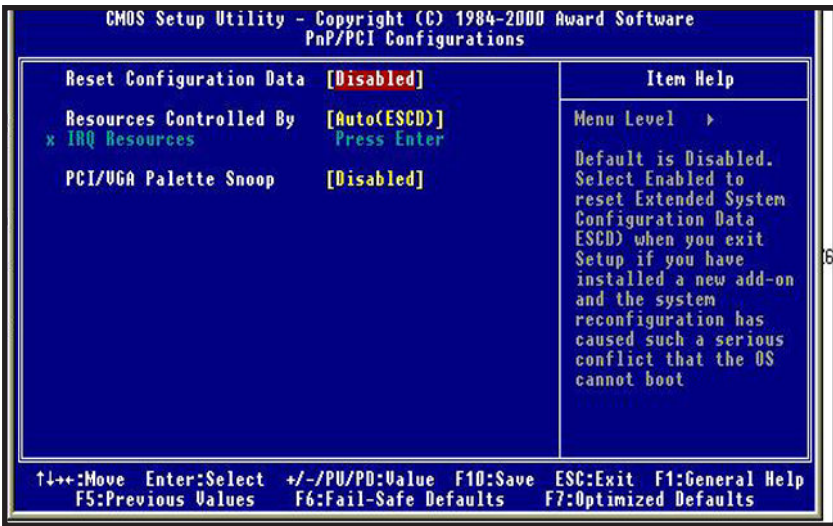 CMOS Setup Utility – Copyright (C) 1984-2000 Award Software
PnP/PCI Configurations
Reset Configuration Data [Disabled]
Resources Controlled By [Auto(ESCD)]
x IRQ Resources Press Enter
PCI/VGA Palette Snoop [Disabled]
Item Help
Menu Level ▸
Default is Disabled.
Select Enabled to
reset Extended System
Configuration Data
ESCD) when you exit
Setup if you have
installed a new add-on
and the system
reconfiguration has
caused such a serious
conflict that the OS
cannot boot
↑↓→←:Move Enter:Select +/-/PU/PD:Value F10:Save ESC:Exit F1:General Help
F5:Previous Values F6:Fail-Safe Defaults F7:Optimized Defaults